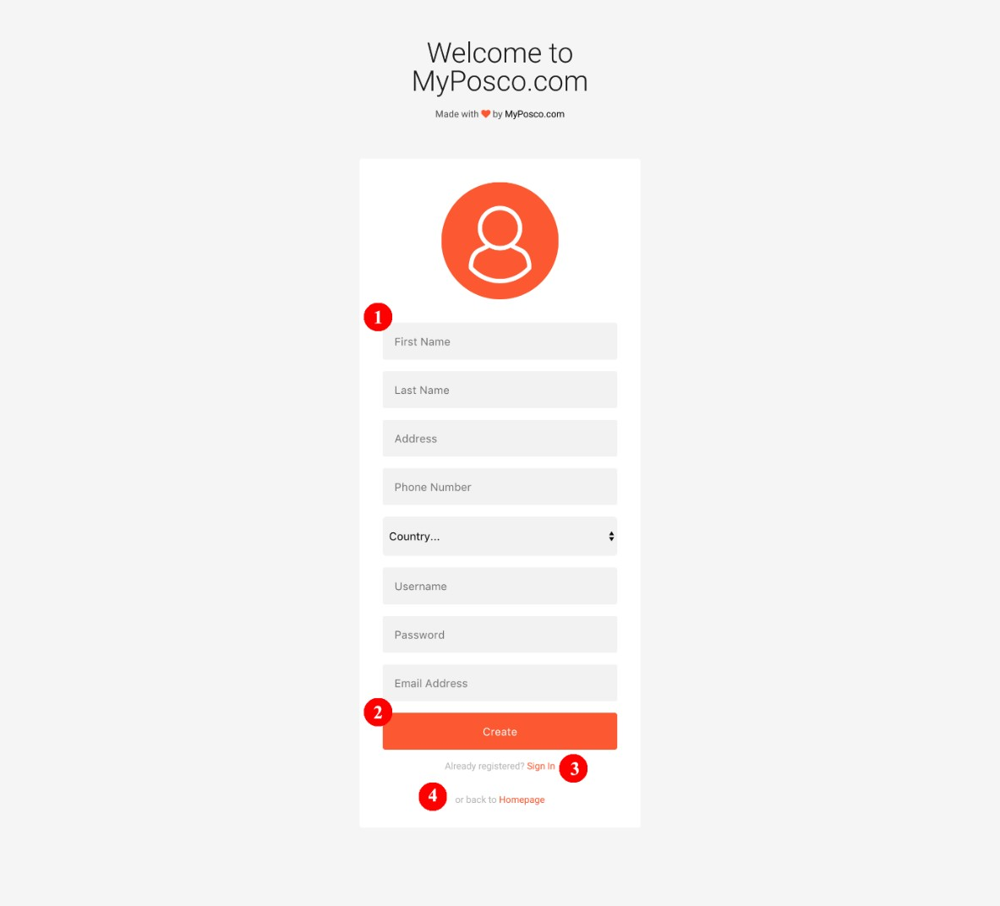 Welcome to
MyPosco.com
Made with by MyPosco.com
1
First Name
Last Name
Address
Phone Number
Country...
Username
Password
Email Address
2
Create
Already registered? Sign In 3
4 or back to Homepage